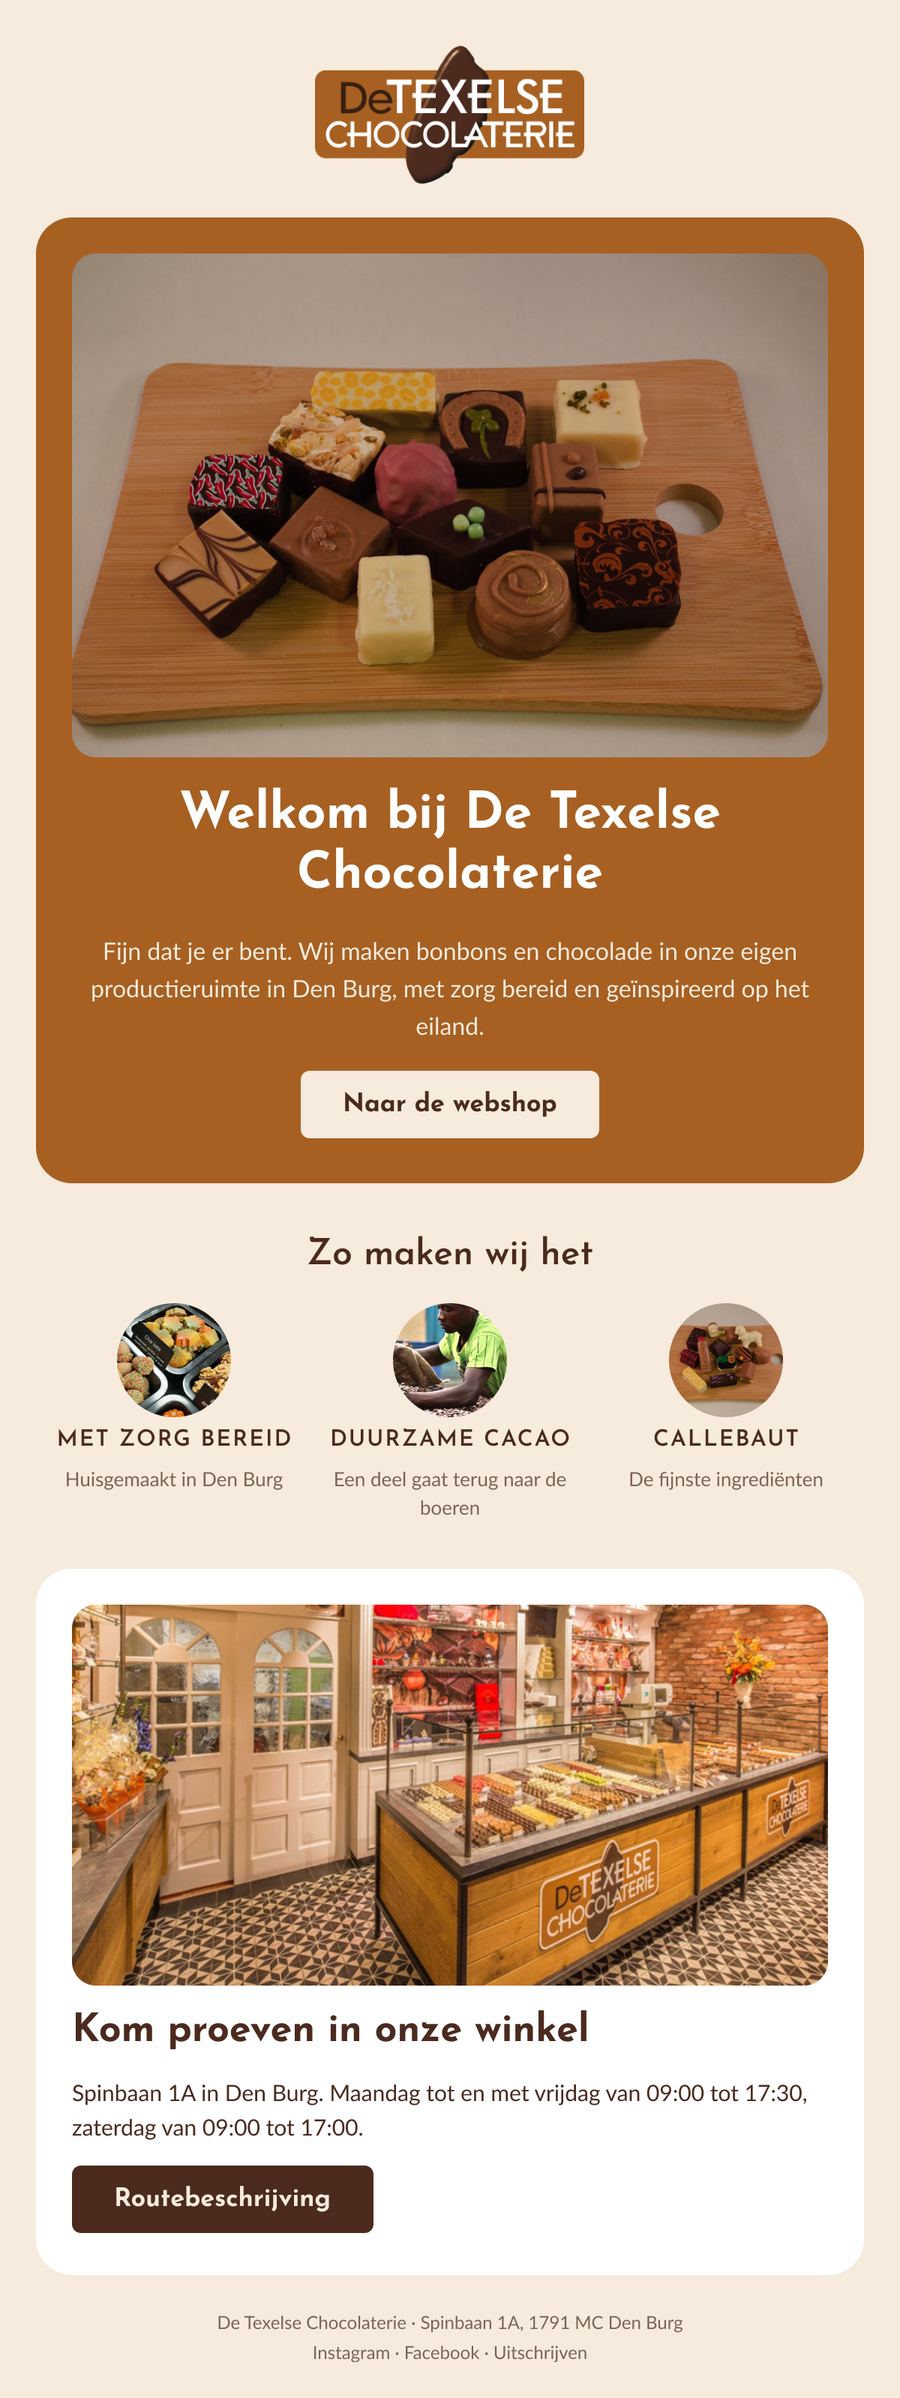 DeTEXELSE
CHOCOLATERIE
Welkom bij De Texelse
Chocolaterie
Fijn dat je er bent. Wij maken bonbons en chocolade in onze eigen
productieruimte in Den Burg, met zorg bereid en geïnspireerd op het
eiland.
Naar de webshop
Zo maken wij het
MET ZORG BEREID
Huisgemaakt in Den Burg
DUURZAME CACAO
Een deel gaat terug naar de
boeren
CALLEBAUT
De fijnste ingrediënten
DeTEXELSE
CHOCOLATERIE
DeTEXELSE
CHOCOLATERIE
Kom proeven in onze winkel
Spinbaan 1A in Den Burg. Maandag tot en met vrijdag van 09:00 tot 17:30,
zaterdag van 09:00 tot 17:00.
Routebeschrijving
De Texelse Chocolaterie · Spinbaan 1A, 1791 MC Den Burg
Instagram · Facebook · Uitschrijven